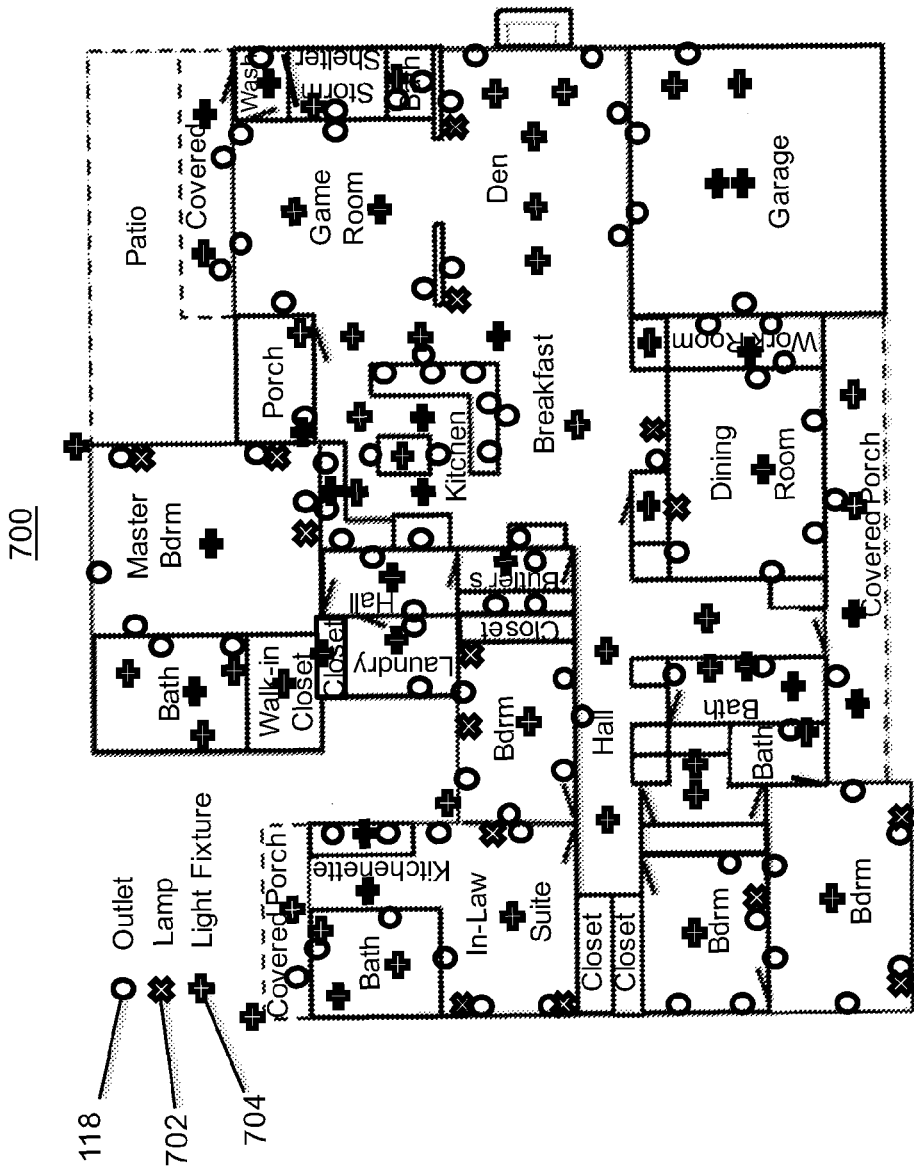 700
118
Outlet
702
Lamp
704
Light Fixture
Patio
Covered
Wash
Storm
Shelter
Bath
Game
Room
Den
Garage
Porch
Master
Bdrm
Kitchen
Breakfast
Work Room
Dining
Room
Covered Porch
Bath
Walk-in
Closet
Closet
Hall
Laundry
Butler's
Closet
Bdrm
Hall
Bath
Bath
Covered Porch
Kitchenette
Bath
In-Law
Suite
Closet
Closet
Bdrm
Bdrm